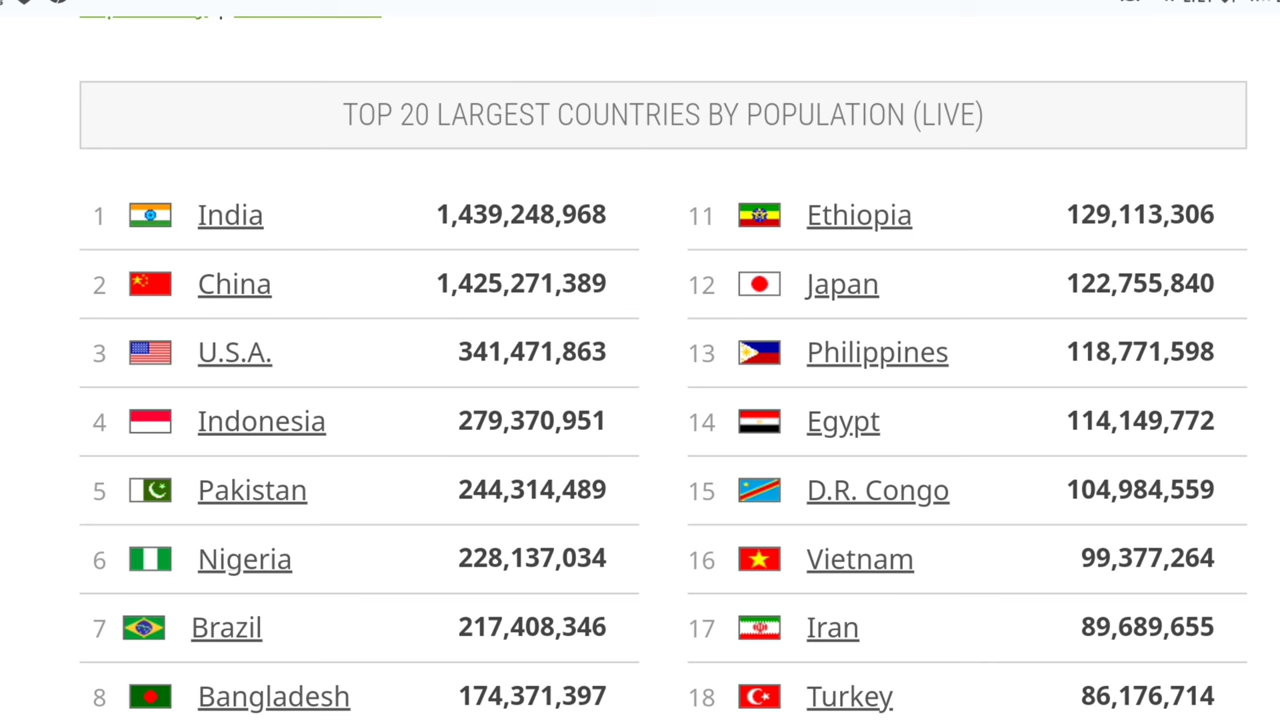 TOP 20 LARGEST COUNTRIES BY POPULATION (LIVE)
1 India 1,439,248,968
2 China 1,425,271,389
3 U.S.A. 341,471,863
4 Indonesia 279,370,951
5 Pakistan 244,314,489
6 Nigeria 228,137,034
7 Brazil 217,408,346
8 Bangladesh 174,371,397
11 Ethiopia 129,113,306
12 Japan 122,755,840
13 Philippines 118,771,598
14 Egypt 114,149,772
15 D.R. Congo 104,984,559
16 Vietnam 99,377,264
17 Iran 89,689,655
18 Turkey 86,176,714